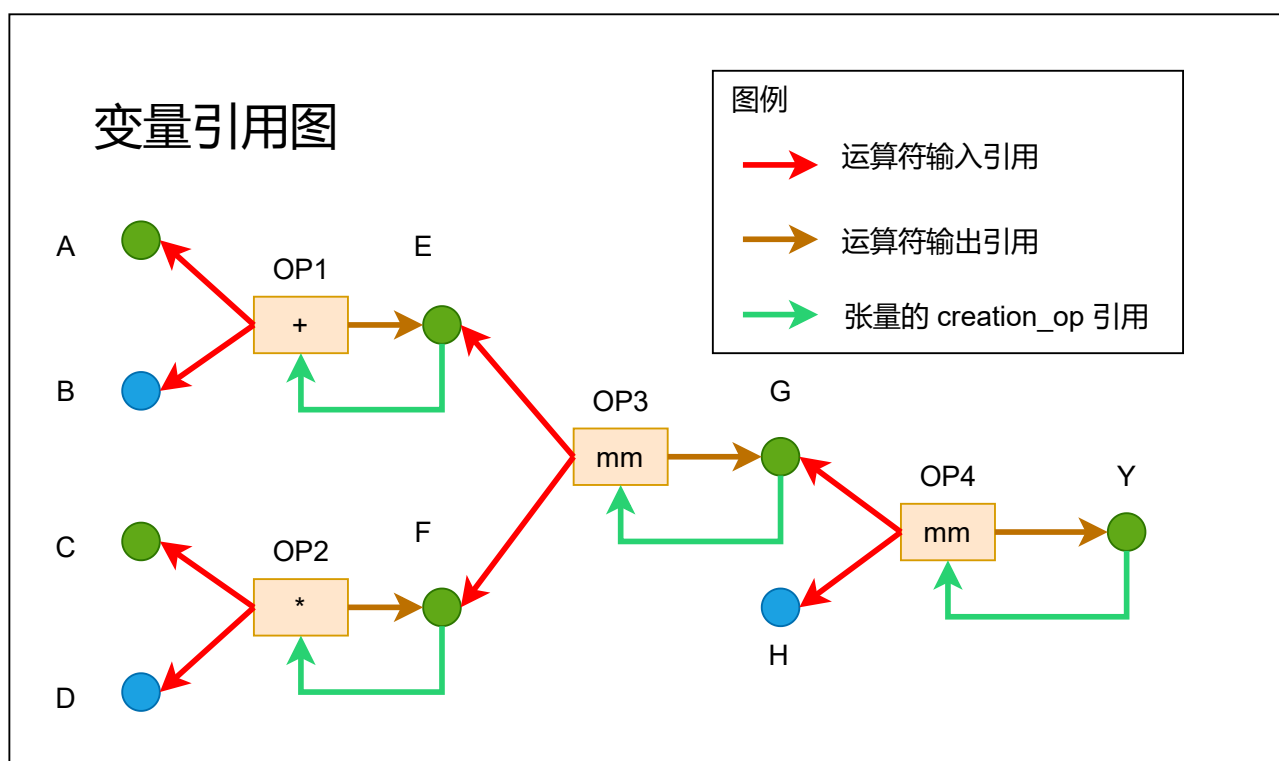 变量引用图
图例
运算符输入引用
运算符输出引用
张量的 creation_op 引用
A
B
OP1
+
E
C
D
OP2
*
F
OP3
mm
G
H
OP4
mm
Y